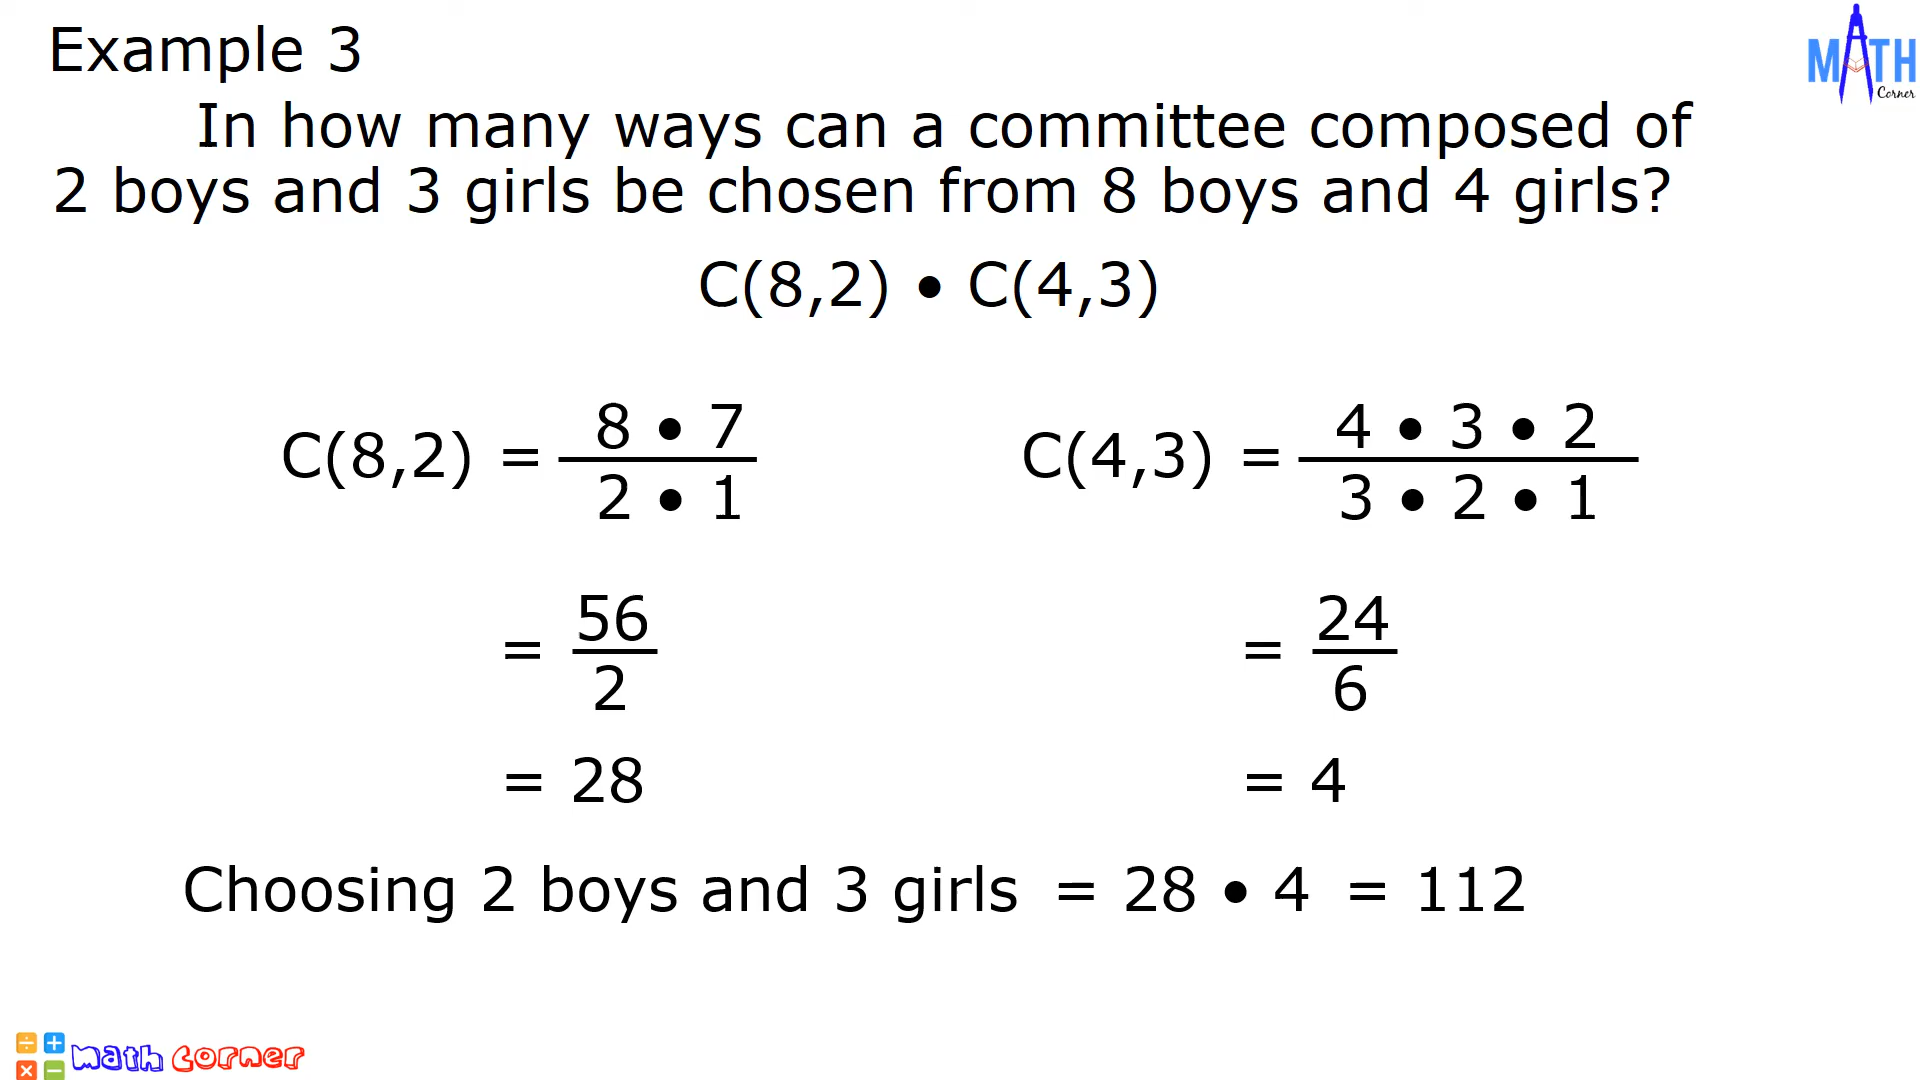 Example 3
MATH
Corner
In how many ways can a committee composed of
2 boys and 3 girls be chosen from 8 boys and 4 girls?
C(8,2) • C(4,3)
C(8,2) = 8 • 7
2 • 1
C(4,3) = 4 • 3 • 2
3 • 2 • 1
= 56
2
= 24
6
= 28
= 4
Choosing 2 boys and 3 girls = 28 • 4 = 112
÷ +
× −
math corner